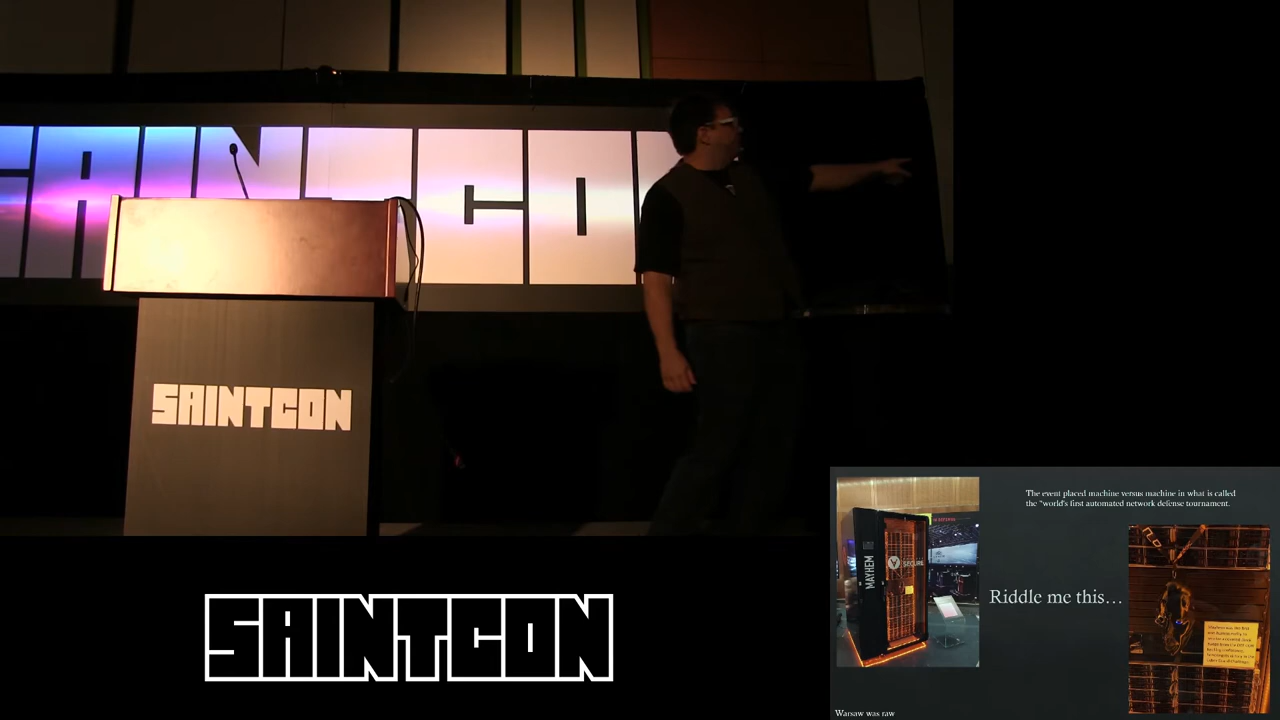 SAINTCON
SAINTCON
SAINTCON
The event placed machine versus machine in what is called
the "world's first automated network defense tournament.
MAYHEM
SECURE
Riddle me this...
Warsaw was raw